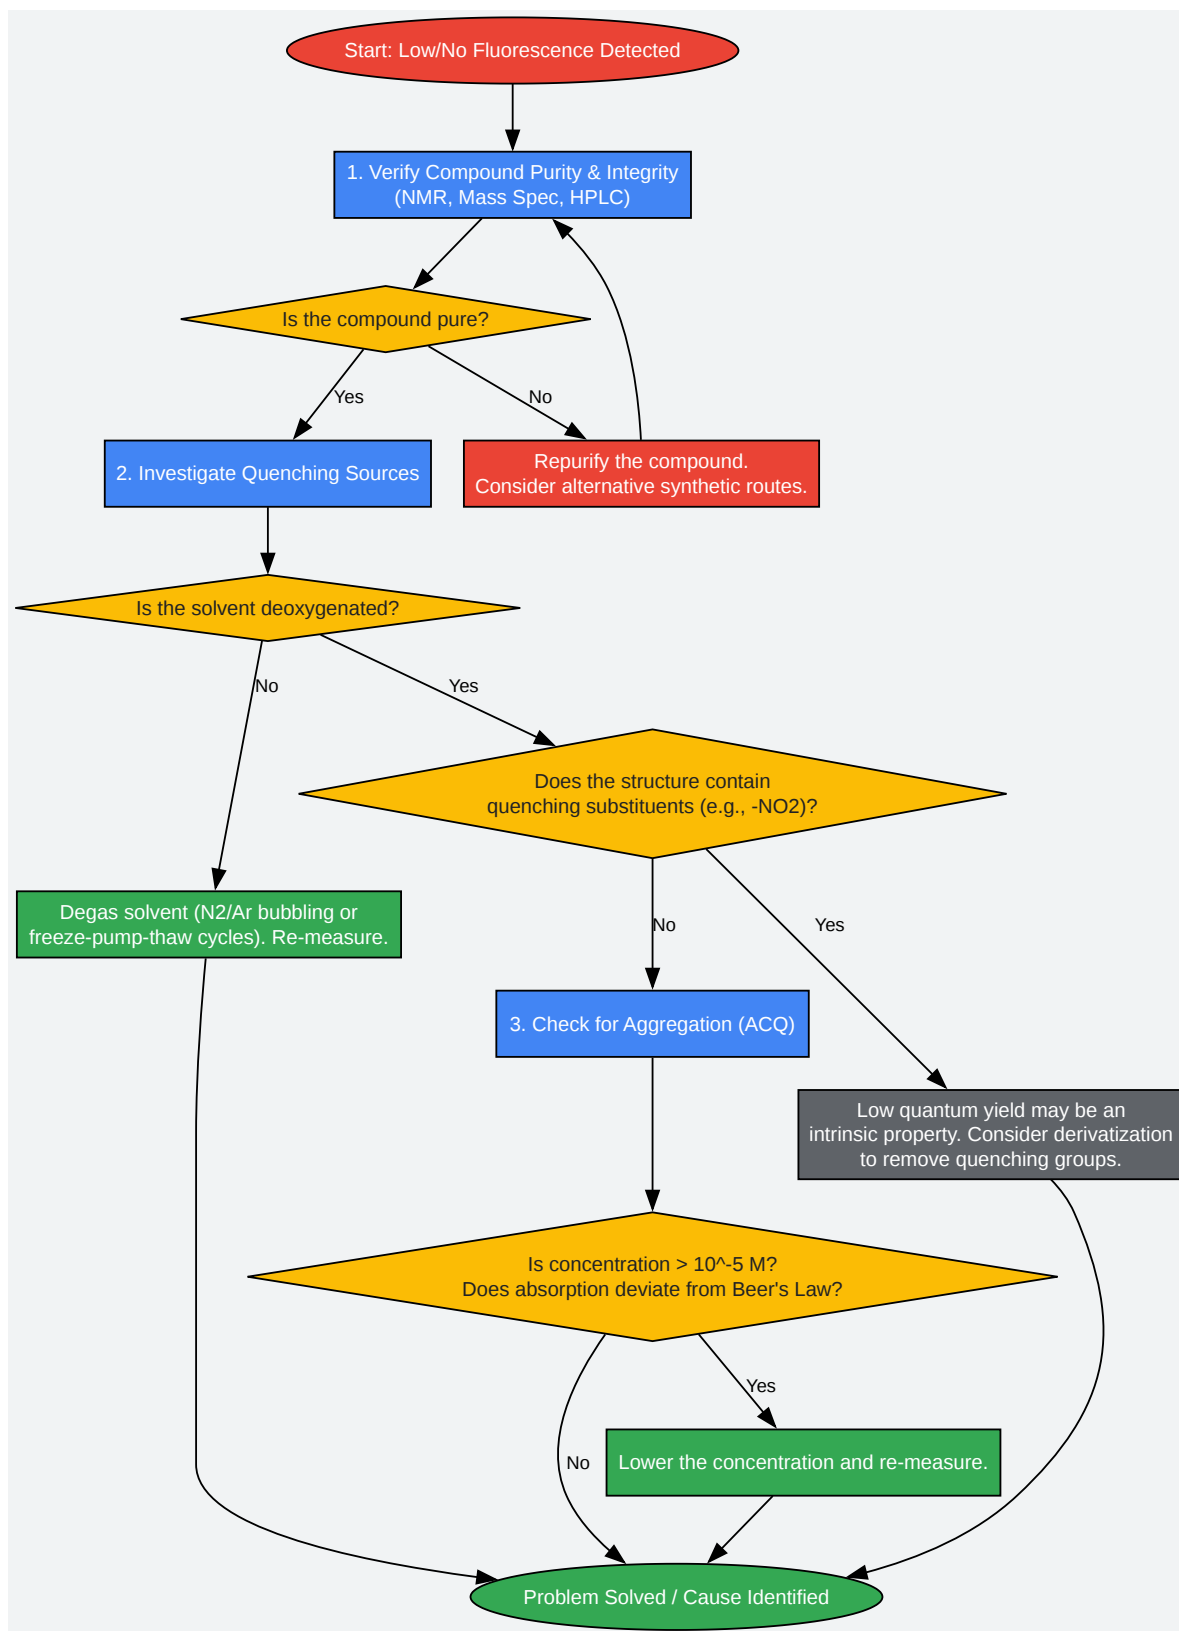 Start: Low/No Fluorescence Detected
1. Verify Compound Purity & Integrity
(NMR, Mass Spec, HPLC)
Is the compound pure?
Yes
No
2. Investigate Quenching Sources
Repurify the compound.
Consider alternative synthetic routes.
Is the solvent deoxygenated?
No
Yes
Does the structure contain
quenching substituents (e.g., -NO2)?
Degas solvent (N2/Ar bubbling or
freeze-pump-thaw cycles). Re-measure.
No
Yes
3. Check for Aggregation (ACQ)
Low quantum yield may be an
intrinsic property. Consider derivatization
to remove quenching groups.
Is concentration > 10^-5 M?
Does absorption deviate from Beer's Law?
Yes
No
Lower the concentration and re-measure.
Problem Solved / Cause Identified